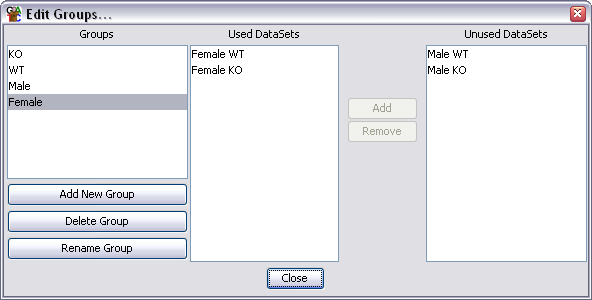 Edit Groups...
Groups
Used DataSets
Unused DataSets
KO
WT
Male
Female
Female WT
Female KO
Male WT
Male KO
Add
Remove
Add New Group
Delete Group
Rename Group
Close